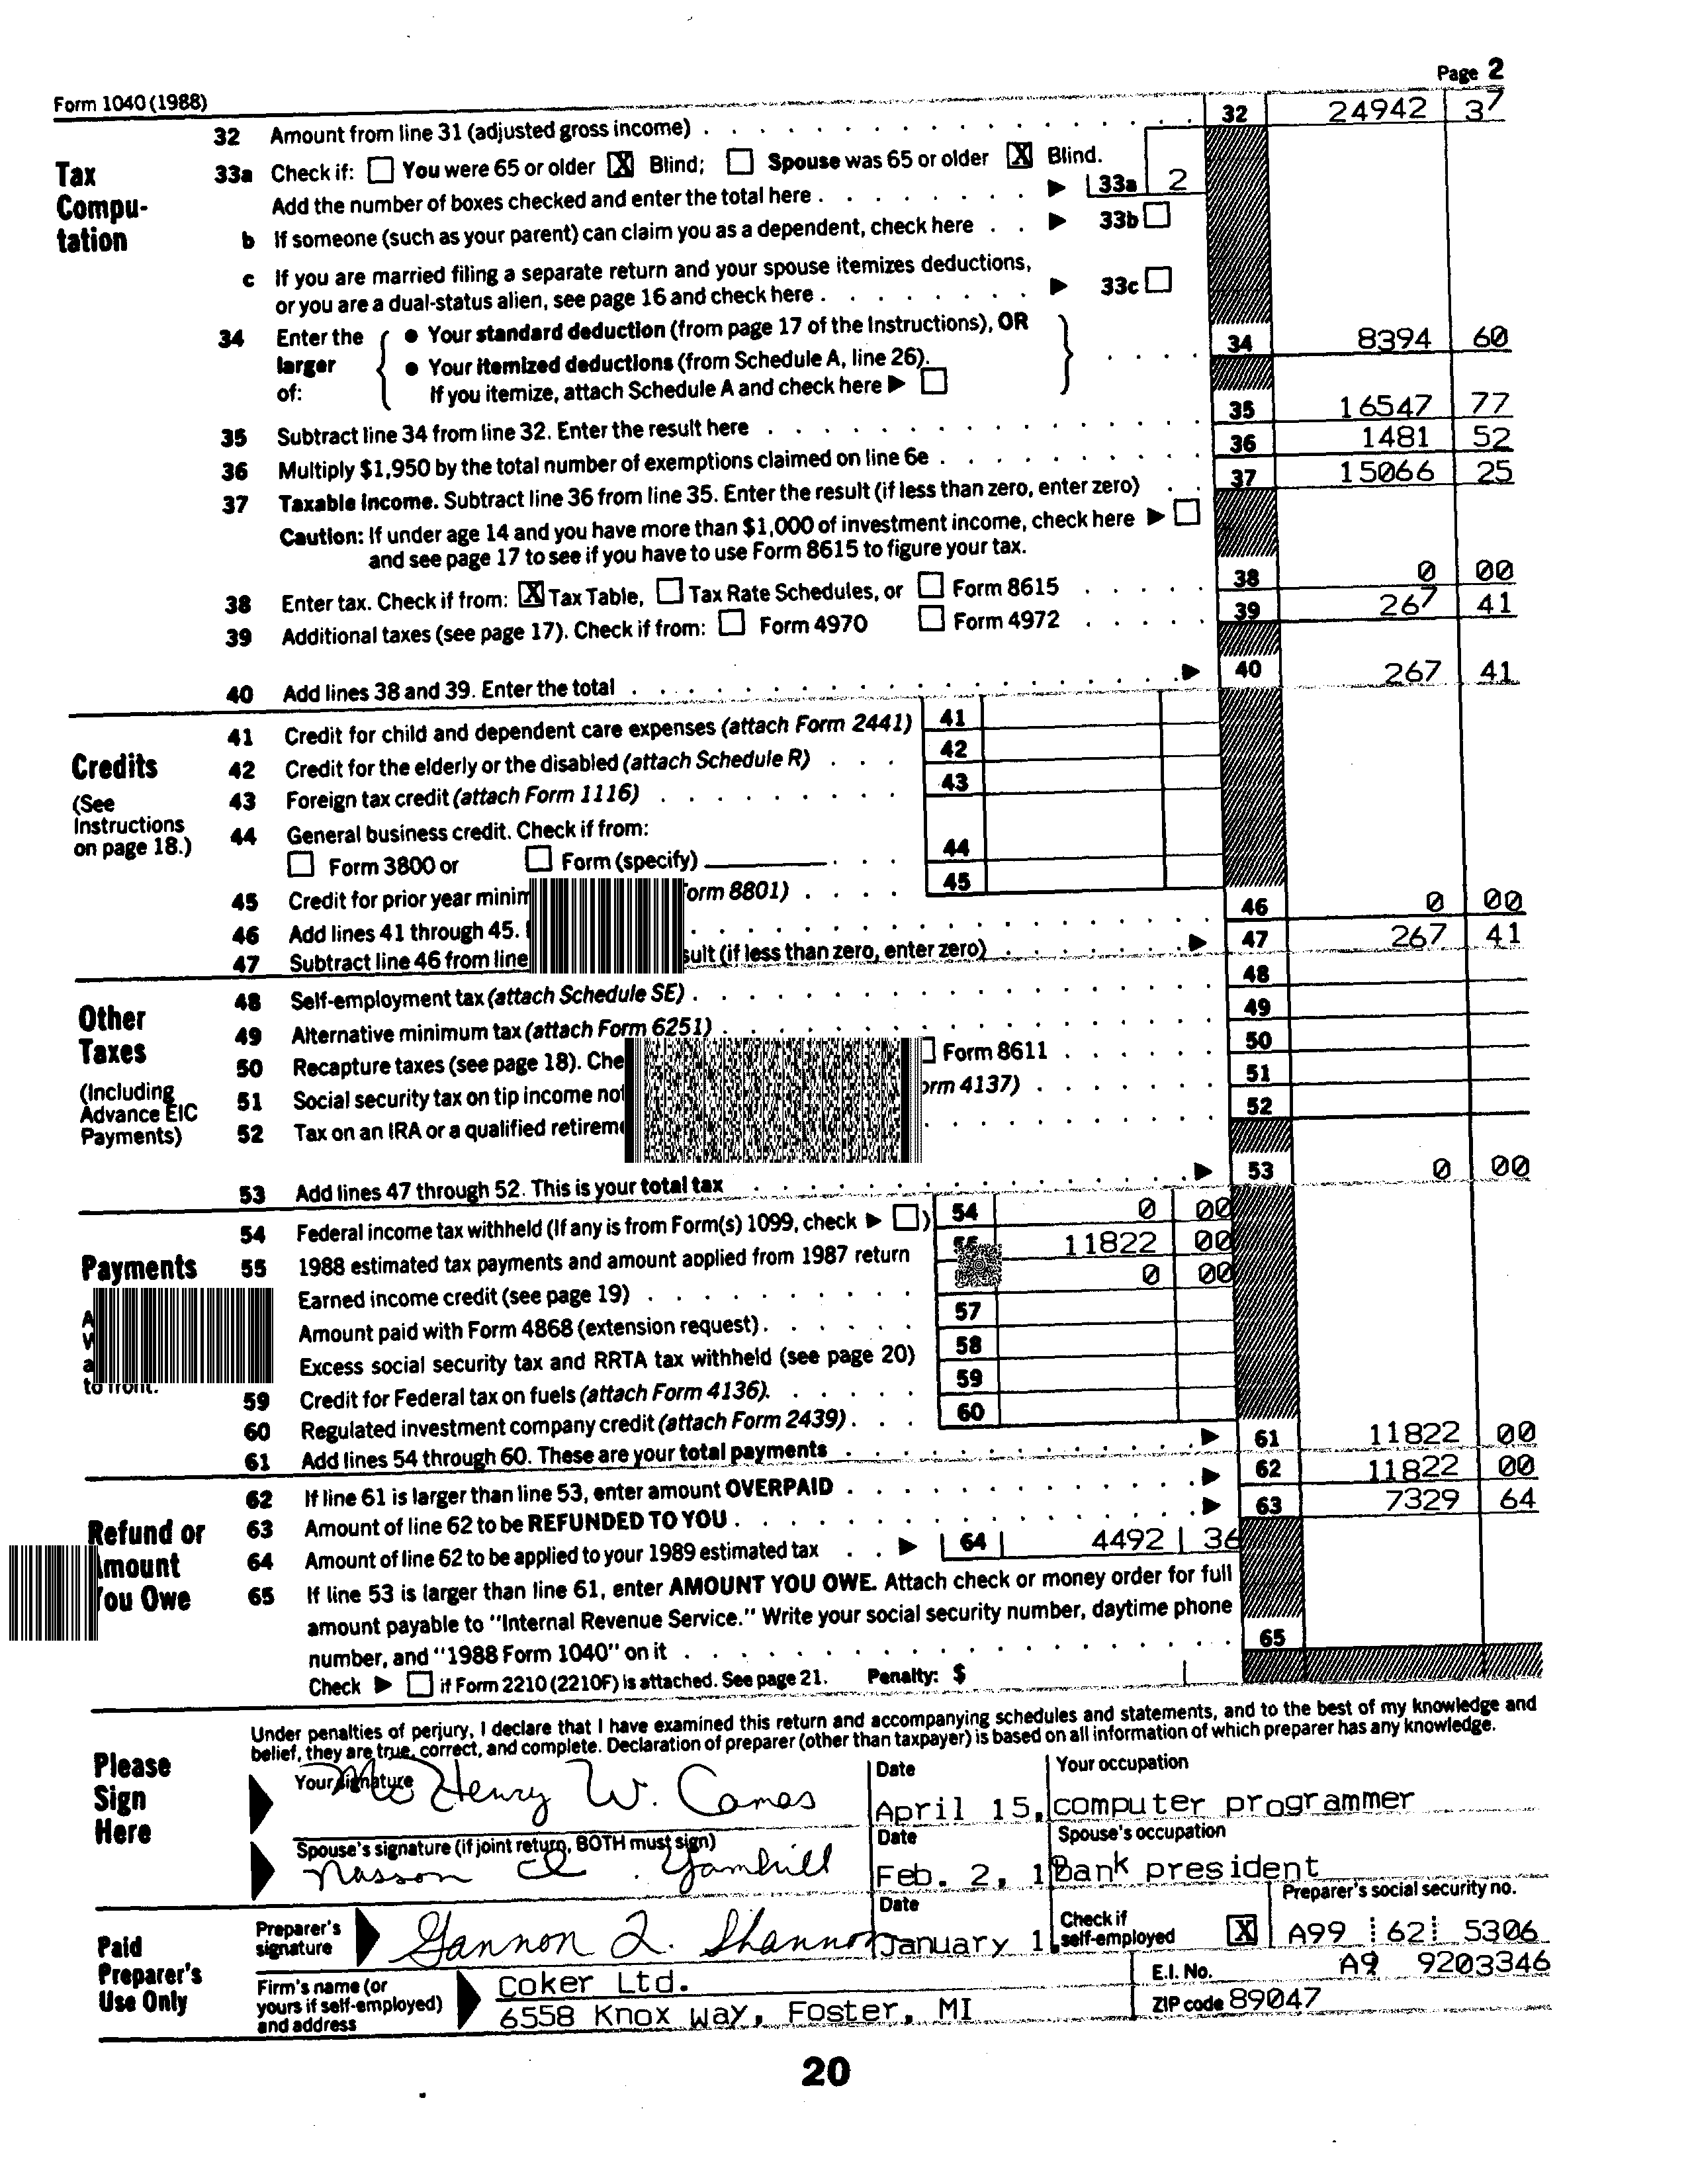 Form 1040 (1988)
Page 2
32 Amount from line 31 (adjusted gross income) 32 24942 37
Tax Compu-tation
33a Check if: You were 65 or older X Blind; Spouse was 65 or older X Blind.
Add the number of boxes checked and enter the total here 33a 2
b If someone (such as your parent) can claim you as a dependent, check here 33b
c If you are married filing a separate return and your spouse itemizes deductions,
or you are a dual-status alien, see page 16 and check here 33c
34 Enter the larger of:
● Your standard deduction (from page 17 of the Instructions), OR
● Your itemized deductions (from Schedule A, line 26).
If you itemize, attach Schedule A and check here
34 8394 60
35 Subtract line 34 from line 32. Enter the result here 35 16547 77
36 Multiply $1,950 by the total number of exemptions claimed on line 6e 36 1481 52
37 Taxable income. Subtract line 36 from line 35. Enter the result (if less than zero, enter zero) 37 15066 25
Caution: If under age 14 and you have more than $1,000 of investment income, check here
and see page 17 to see if you have to use Form 8615 to figure your tax.
38 Enter tax. Check if from: X Tax Table, Tax Rate Schedules, or Form 8615 38 0 00
39 Additional taxes (see page 17). Check if from: Form 4970 Form 4972 39 267 41
40 Add lines 38 and 39. Enter the total 40 267 41
Credits
(See Instructions on page 18.)
41 Credit for child and dependent care expenses (attach Form 2441) 41
42 Credit for the elderly or the disabled (attach Schedule R) 42
43 Foreign tax credit (attach Form 1116) 43
44 General business credit. Check if from:
Form 3800 or Form (specify) 44
45 Credit for prior year minim orm 8801) 45
46 Add lines 41 through 45. 46 0 00
47 Subtract line 46 from line sult (if less than zero, enter zero) 47 267 41
Other Taxes
(Including Advance EIC Payments)
48 Self-employment tax (attach Schedule SE) 48
49 Alternative minimum tax (attach Form 6251) 49
50 Recapture taxes (see page 18). Che Form 8611 50
51 Social security tax on tip income not orm 4137) 51
52 Tax on an IRA or a qualified retireme 52
53 Add lines 47 through 52. This is your total tax 53 0 00
Payments
54 Federal income tax withheld (If any is from Form(s) 1099, check ) 54 0 00
55 1988 estimated tax payments and amount applied from 1987 return 11822 00
Earned income credit (see page 19) 0 00
Amount paid with Form 4868 (extension request) 57
Excess social security tax and RRTA tax withheld (see page 20) 58
to front.
59 Credit for Federal tax on fuels (attach Form 4136) 59
60 Regulated investment company credit (attach Form 2439) 60
61 Add lines 54 through 60. These are your total payments 61 11822 00
Refund or Amount You Owe
62 If line 61 is larger than line 53, enter amount OVERPAID 62 11822 00
63 Amount of line 62 to be REFUNDED TO YOU 63 7329 64
64 Amount of line 62 to be applied to your 1989 estimated tax 64 4492 36
65 If line 53 is larger than line 61, enter AMOUNT YOU OWE. Attach check or money order for full
amount payable to "Internal Revenue Service." Write your social security number, daytime phone
number, and "1988 Form 1040" on it 65
Check if Form 2210 (2210F) is attached. See page 21. Penalty: $
Under penalties of perjury, I declare that I have examined this return and accompanying schedules and statements, and to the best of my knowledge and
belief, they are true, correct, and complete. Declaration of preparer (other than taxpayer) is based on all information of which preparer has any knowledge.
Please Sign Here
Your signature Henry W. Camas
Date April 15,
Your occupation computer programmer
Spouse's signature (if joint return, BOTH must sign) Nasson Yamhill
Date Feb. 2, 1
Spouse's occupation Bank president
Paid Preparer's Use Only
Preparer's signature Gannon L. Shannon
Date January 1
Check if self-employed X
Preparer's social security no. A99 62 5306
Firm's name (or yours if self-employed) and address
Coker Ltd.
6558 Knox Way, Foster, MI
E.I. No. A9 9203346
ZIP code 89047
20